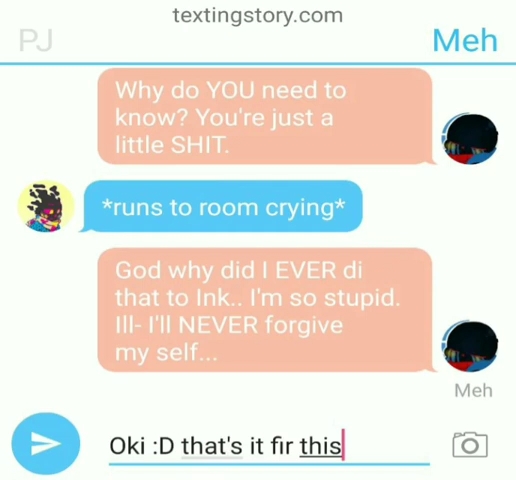 textingstory.com
PJ
Meh
Why do YOU need to
know? You're just a
little SHIT.
*runs to room crying*
God why did I EVER di
that to Ink.. I'm so stupid.
Ill- I'll NEVER forgive
my self...
Meh
Oki :D that's it fir this